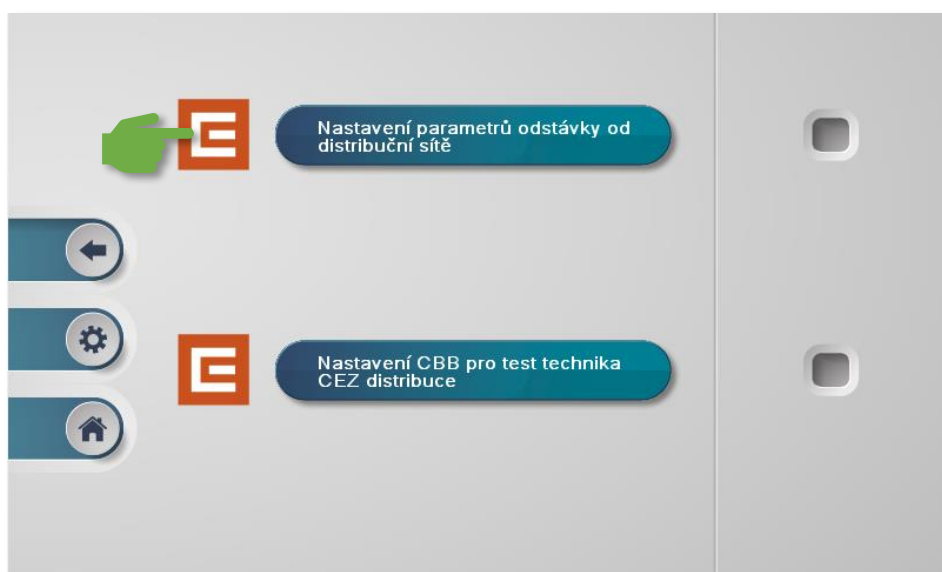 Nastavení parametrů odstávky od
distribuční sítě
Nastavení CBB pro test technika
CEZ distribuce